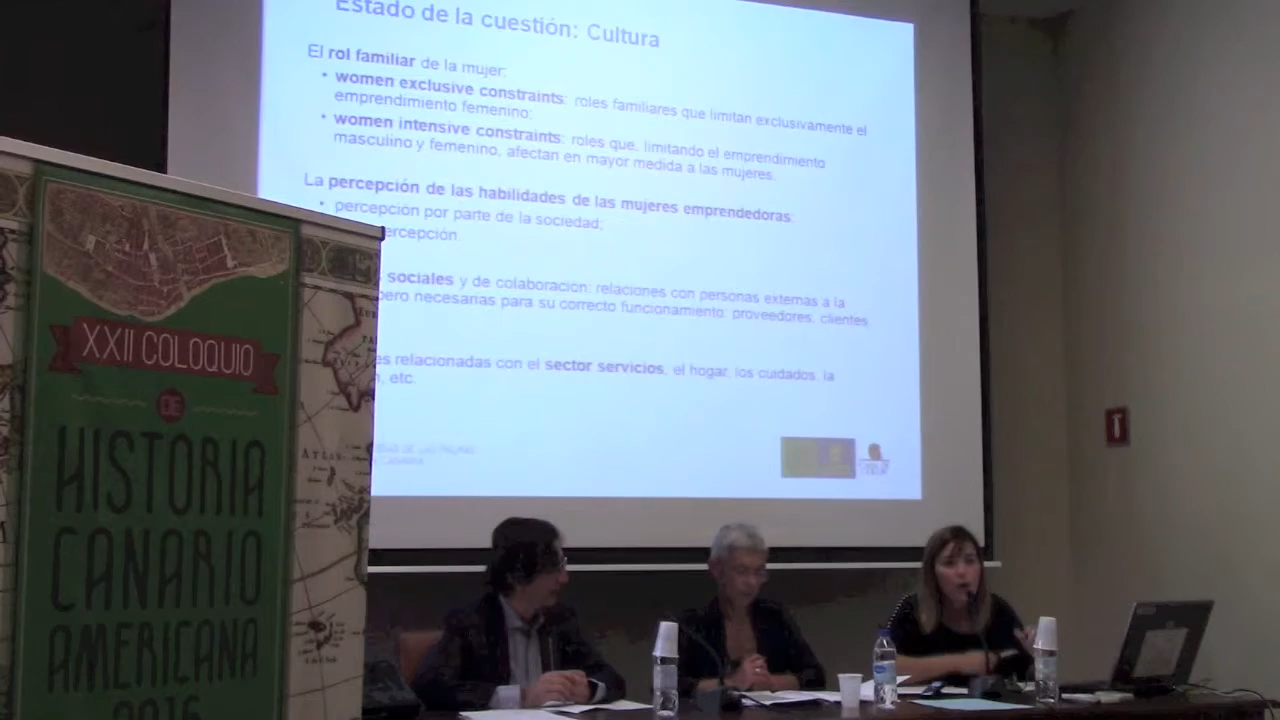 Estado de la cuestión: Cultura
El rol familiar de la mujer:
• women exclusive constraints: roles familiares que limitan exclusivamente el
emprendimiento femenino;
• women intensive constraints: roles que, limitando el emprendimiento
masculino y femenino, afectan en mayor medida a las mujeres.
La percepción de las habilidades de las mujeres emprendedoras:
• percepción por parte de la sociedad;
ercepción.
sociales y de colaboración: relaciones con personas externas a la
pero necesarias para su correcto funcionamiento: proveedores, clientes,
es relacionadas con el sector servicios, el hogar, los cuidados, la
, etc.
XXII COLOQUIO
DE
HISTORIA
CANARIO
AMERICANA
2016
ATLAS